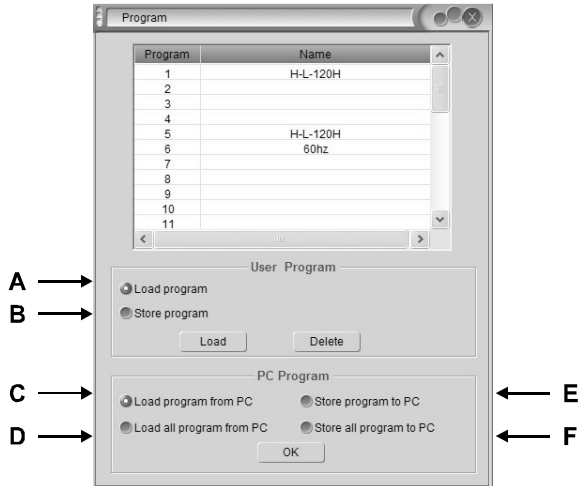 Program
Program Name
1 H-L-120H
2
3
4
5 H-L-120H
6 60hz
7
8
9
10
11
User Program
A Load program
B Store program
Load Delete
PC Program
C Load program from PC Store program to PC E
D Load all program from PC Store all program to PC F
OK